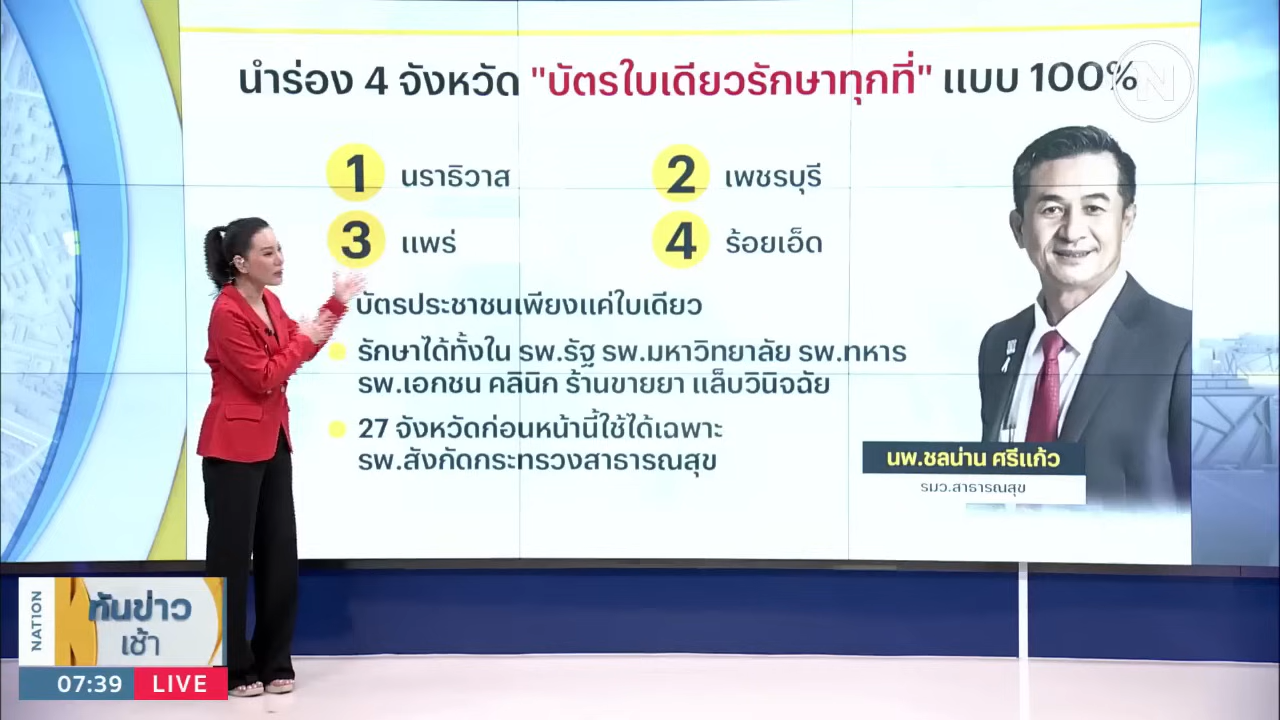 นำร่อง 4 จังหวัด "บัตรใบเดียวรักษาทุกที่" แบบ 100%
N
1 นราธิวาส
2 เพชรบุรี
3 แพร่
4 ร้อยเอ็ด
บัตรประชาชนเพียงแค่ใบเดียว
รักษาได้ทั้งใน รพ.รัฐ รพ.มหาวิทยาลัย รพ.ทหาร
รพ.เอกชน คลินิก ร้านขายยา แล็บวินิจฉัย
27 จังหวัดก่อนหน้านี้ใช้ได้เฉพาะ
รพ.สังกัดกระทรวงสาธารณสุข
นพ.ชลน่าน ศรีแก้ว
รมว.สาธารณสุข
NATION
ทันข่าว
เช้า
07:39 LIVE